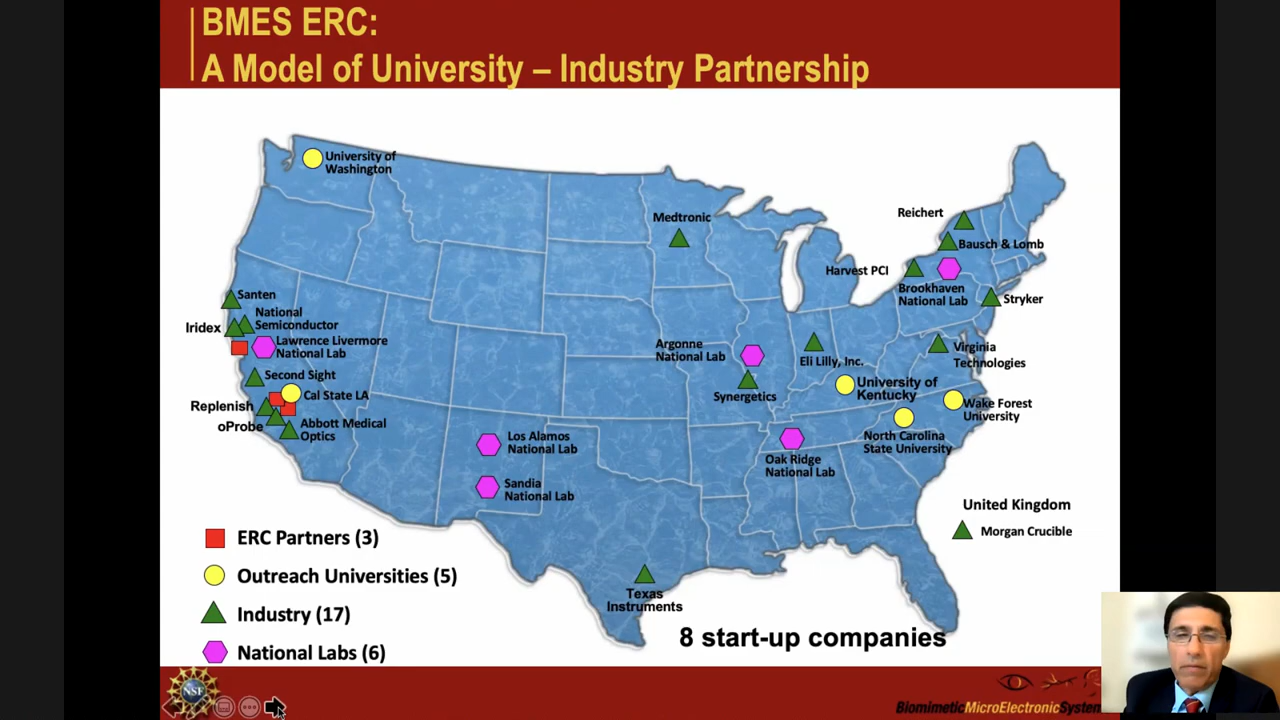 BMES ERC:
A Model of University – Industry Partnership
University of
Washington
Medtronic
Reichert
Bausch & Lomb
Harvest PCI
Brookhaven
National Lab
Stryker
Santen
National
Semiconductor
Iridex
Lawrence Livermore
National Lab
Argonne
National Lab
Eli Lilly, Inc.
Virginia
Technologies
Second Sight
Cal State LA
Synergetics
University of
Kentucky
Wake Forest
University
Replenish
oProbe
Abbott Medical
Optics
Los Alamos
National Lab
North Carolina
State University
Oak Ridge
National Lab
Sandia
National Lab
United Kingdom
Morgan Crucible
ERC Partners (3)
Outreach Universities (5)
Industry (17)
National Labs (6)
Texas
Instruments
8 start-up companies
NSF
Biomimetic MicroElectronic System